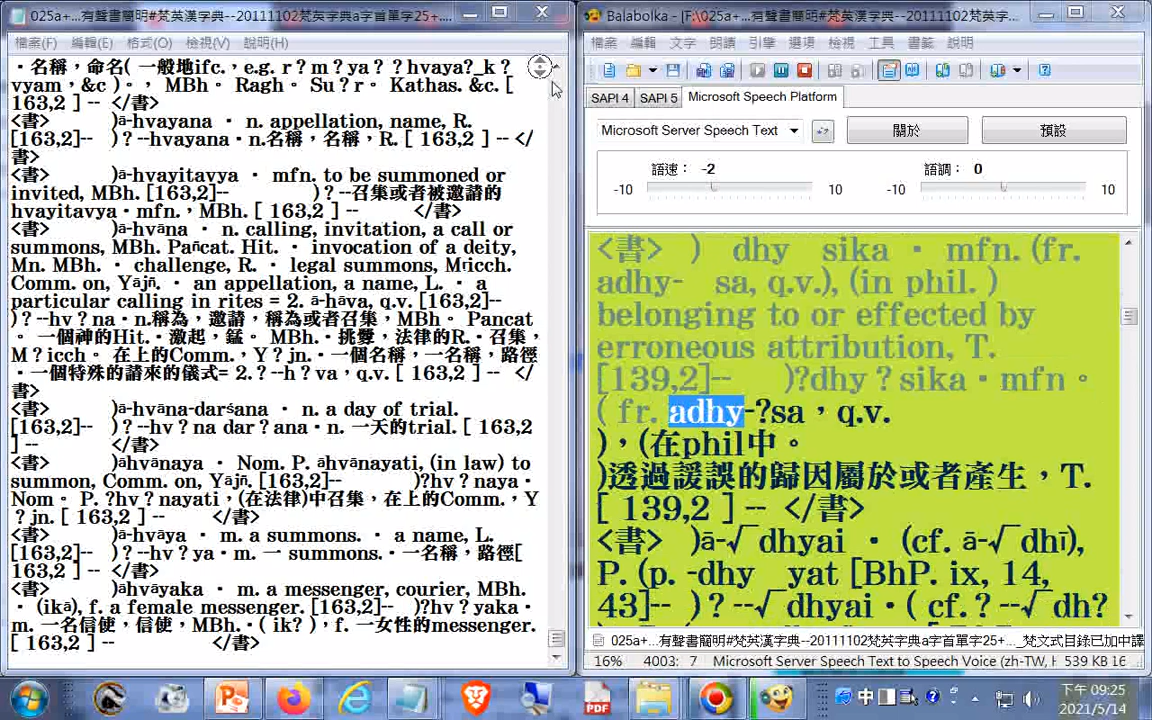 025a+...有聲書簡明#梵英漢字典--20111102梵英字典a字首單字25+...
檔案(F) 編輯(E) 格式(O) 檢視(V) 說明(H)
‧名稱，命名( 一般地ifc.，e.g. r？m？ya？？hvaya?_k？
vyam，&c )。， MBh。Ragh。Su？r。Kathas. &c. [
163,2 ] -- </書>
<書> )ā-hvayana ‧ n. appellation, name, R.
[163,2]-- )？--hvayana‧n.名稱，名稱，R. [ 163,2 ] -- </
書>
<書> )ā-hvayitavya ‧ mfn. to be summoned or
invited, MBh. [163,2]-- )？--召集或者被邀請的
hvayitavya‧mfn.，MBh. [ 163,2 ] -- </書>
<書> )ā-hvāna ‧ n. calling, invitation, a call or
summons, MBh. Pañcat. Hit. ‧ invocation of a deity,
Mn. MBh. ‧ challenge, R. ‧ legal summons, Mṛicch.
Comm. on, Yājñ. ‧ an appellation, a name, L. ‧ a
particular calling in rites = 2. ā-hāva, q.v. [163,2]--
)？--hv？na‧n.稱為，邀請，稱為或者召集，MBh。Pancat
。一個神的Hit.‧激起，錳。 MBh.‧挑釁，法律的R.‧召集，
M？icch。 在上的Comm.，Y？jn.‧一個名稱，一名稱，路徑
‧一個特殊的請來的儀式= 2.？--h？va，q.v. [ 163,2 ] -- </
書>
<書> )ā-hvāna-darśana ‧ n. a day of trial.
[163,2]-- )？--hv？na dar？ana‧n. 一天的trial. [ 163,2
] -- </書>
<書> )āhvānaya ‧ Nom. P. āhvānayati, (in law) to
summon, Comm. on, Yājñ. [163,2]-- )?hv？naya‧
Nom。P. ?hv？nayati，(在法律)中召集，在上的Comm.，Y
？jn. [ 163,2 ] -- </書>
<書> )ā-hvāya ‧ m. a summons. ‧ a name, L.
[163,2]-- )？--hv？ya‧m. 一 summons.‧一名稱，路徑[
163,2 ] -- </書>
<書> )āhvāyaka ‧ m. a messenger, courier, MBh.
‧ (ikā), f. a female messenger. [163,2]-- )?hv？yaka‧
m. 一名信使，信使，MBh.‧( ik? )，f. 一女性的messenger.
[ 163,2 ] -- </書>
Balabolka - [F:\025a+...有聲書簡明#梵英漢字典--20111102梵英字...
檔案 編輯 文字 朗讀 引擎 選項 檢視 工具 書籤 說明
SAPI 4 SAPI 5 Microsoft Speech Platform
Microsoft Server Speech Text 關於 預設
語速： -2 語調： 0
-10 10 -10 10
<書> ) dhy sika ‧ mfn. (fr.
adhy- sa, q.v.), (in phil. )
belonging to or effected by
erroneous attribution, T.
[139,2]-- )?dhy？sika‧mfn。
( fr. adhy-?sa，q.v.
)，(在phil中。
)透過諼誤的歸因屬於或者產生，T.
[ 139,2 ] -- </書>
<書> )ā-√dhyai ‧ (cf. ā-√dhī),
P. (p. -dhy _yat [BhP. ix, 14,
43]-- )？--√dhyai‧( cf.？--√dh?
025a+...有聲書簡明#梵英漢字典--20111102梵英字典a字首單字25+..._梵文式目錄已加中譯
16% 4003: 7 Microsoft Server Speech Text to Speech Voice (zh-TW, H 539 KB 16
中
下午 09:25
2021/5/14